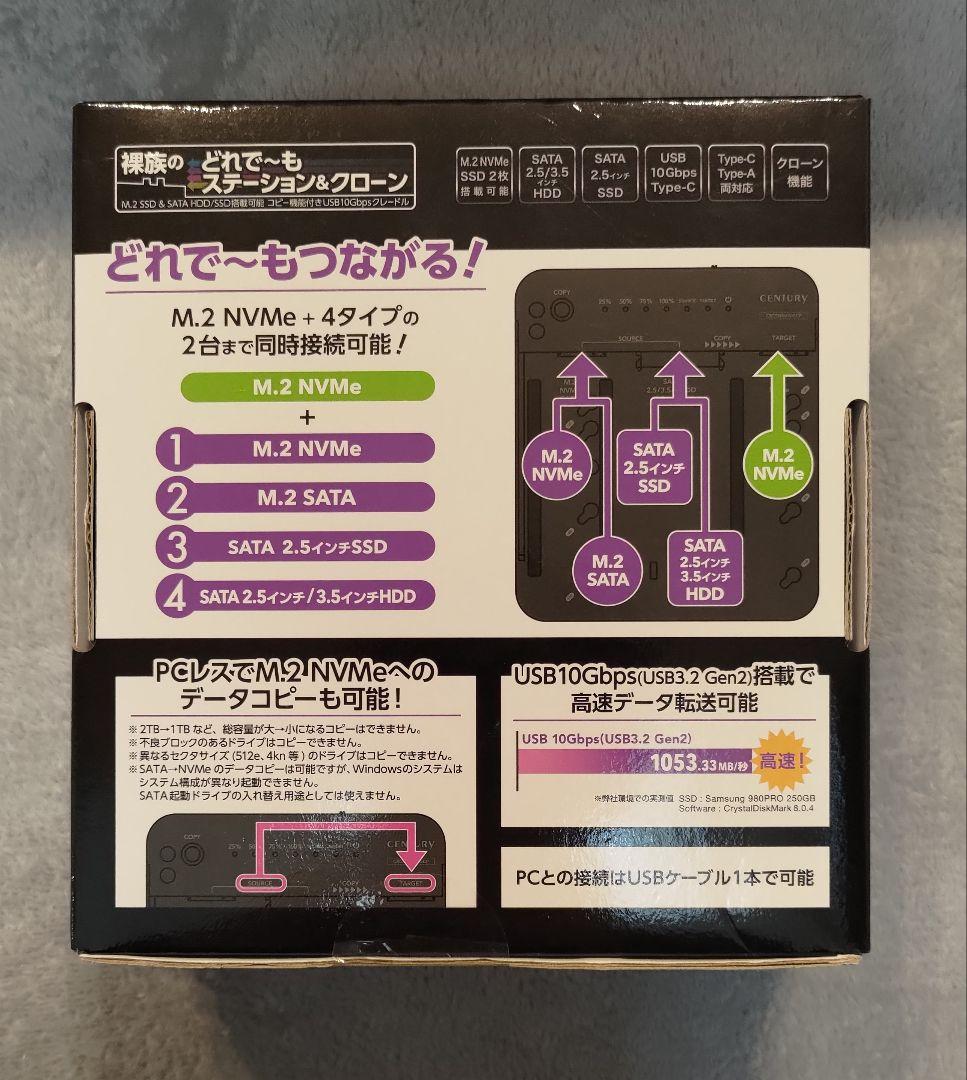 裸族の どれで～も
ステーション&クローン
M.2 SSD & SATA HDD/SSD搭載可能 コピー機能付きUSB10Gbpsクレードル
M.2 NVMe
SSD 2枚
搭載可能
SATA
2.5/3.5
インチ
HDD
SATA
2.5インチ
SSD
USB
10Gbps
Type-C
Type-C
Type-A
両対応
クローン
機能
どれで～もつながる!
M.2 NVMe + 4タイプの
2台まで同時接続可能!
M.2 NVMe
+
1 M.2 NVMe
2 M.2 SATA
3 SATA 2.5インチSSD
4 SATA 2.5インチ/3.5インチHDD
COPY
25% 50% 75% 100% SOURCE TARGET
CENTURY
SOURCE
COPY
TARGET
M.2
NVMe
SATA
2.5インチ
SSD
M.2
NVMe
M.2
SATA
SATA
2.5インチ
3.5インチ
HDD
PCレスでM.2 NVMeへの
データコピーも可能!
※2TB→1TBなど、総容量が大→小になるコピーはできません。
※不良ブロックのあるドライブはコピーできません。
※異なるセクタサイズ(512e、4kn等)のドライブはコピーできません。
※SATA→NVMeのデータコピーは可能ですが、Windowsのシステムは
システム構成が異なり起動できません。
SATA起動ドライブの入れ替え用途としては使えません。
COPY
25%
75%
CENTURY
SOURCE
COPY
TARGET
USB10Gbps(USB3.2 Gen2)搭載で
高速データ転送可能
USB 10Gbps(USB3.2 Gen2)
1053.33MB/秒
高速!
※弊社環境での実測値 SSD : Samsung 980PRO 250GB
Software : CrystalDiskMark 8.0.4
PCとの接続はUSBケーブル1本で可能